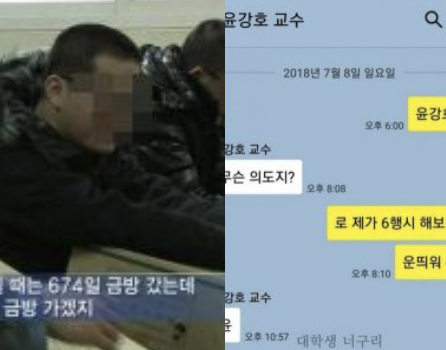 때는 674일 금방 갔는데
금방 가겠지
윤강호 교수
2018년 7월 8일 일요일
윤강호
오후 6:00
강호 교수
무슨 의도지?
오후 8:08
로 제가 6행시 해보
운띄워
오후 8:10
강호 교수
윤
오후 10:57
대학생 너구리